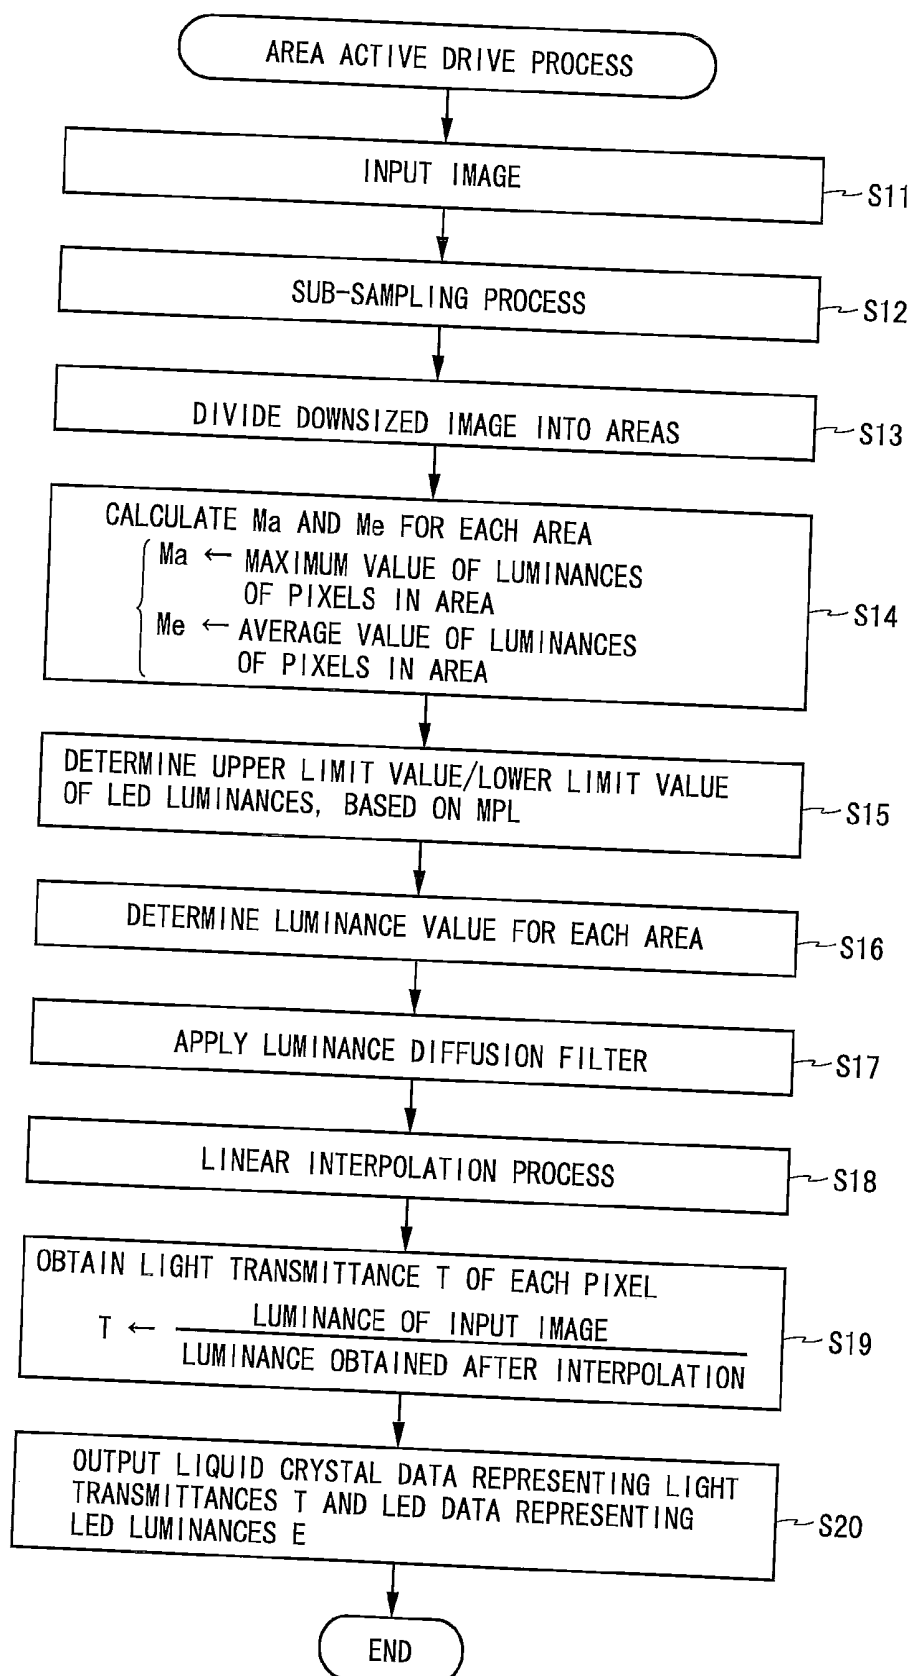 AREA ACTIVE DRIVE PROCESS
INPUT IMAGE
S11
SUB-SAMPLING PROCESS
S12
DIVIDE DOWNSIZED IMAGE INTO AREAS
S13
CALCULATE Ma AND Me FOR EACH AREA
Ma ← MAXIMUM VALUE OF LUMINANCES
OF PIXELS IN AREA
Me ← AVERAGE VALUE OF LUMINANCES
OF PIXELS IN AREA
S14
DETERMINE UPPER LIMIT VALUE/LOWER LIMIT VALUE
OF LED LUMINANCES, BASED ON MPL
S15
DETERMINE LUMINANCE VALUE FOR EACH AREA
S16
APPLY LUMINANCE DIFFUSION FILTER
S17
LINEAR INTERPOLATION PROCESS
S18
OBTAIN LIGHT TRANSMITTANCE T OF EACH PIXEL
LUMINANCE OF INPUT IMAGE
T ←
LUMINANCE OBTAINED AFTER INTERPOLATION
S19
OUTPUT LIQUID CRYSTAL DATA REPRESENTING LIGHT
TRANSMITTANCES T AND LED DATA REPRESENTING
LED LUMINANCES E
S20
END